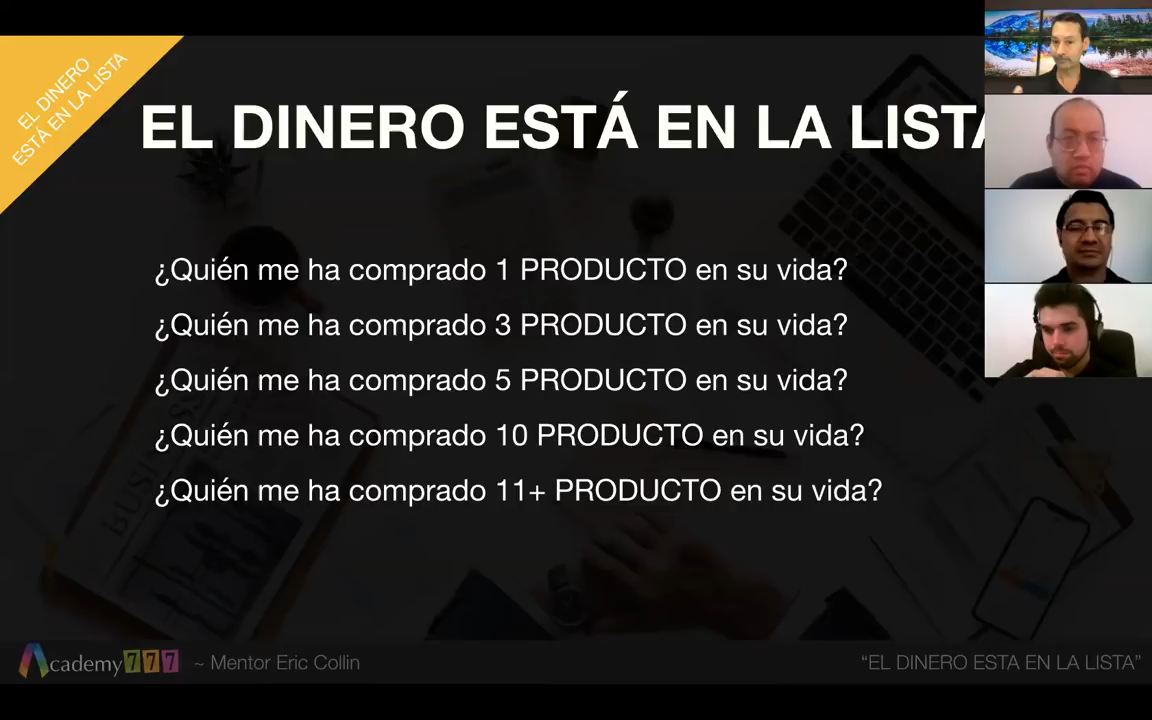 EL DINERO
ESTÁ EN LA LISTA
EL DINERO ESTÁ EN LA LISTA
¿Quién me ha comprado 1 PRODUCTO en su vida?
¿Quién me ha comprado 3 PRODUCTO en su vida?
¿Quién me ha comprado 5 PRODUCTO en su vida?
¿Quién me ha comprado 10 PRODUCTO en su vida?
¿Quién me ha comprado 11+ PRODUCTO en su vida?
Academy777 ~ Mentor Eric Collin
“EL DINERO ESTA EN LA LISTA”